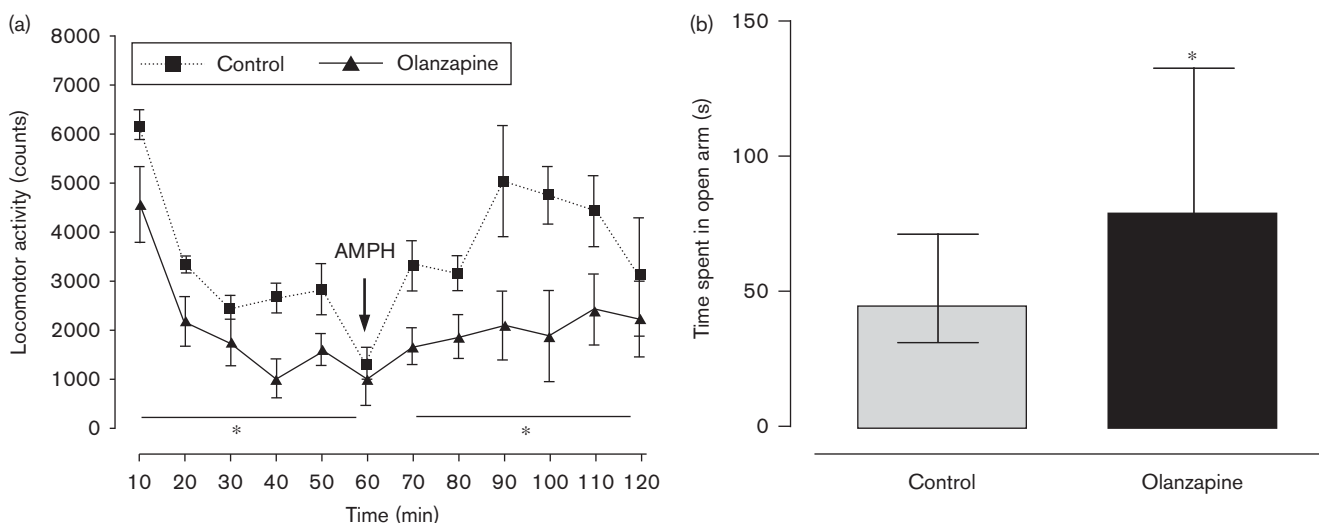 (a)
8000
7000
6000
5000
4000
3000
2000
1000
0
Locomotor activity (counts)
Control
Olanzapine
AMPH
*
*
10 20 30 40 50 60 70 80 90 100 110 120
Time (min)
(b)
150
100
50
0
Time spent in open arm (s)
*
Control
Olanzapine